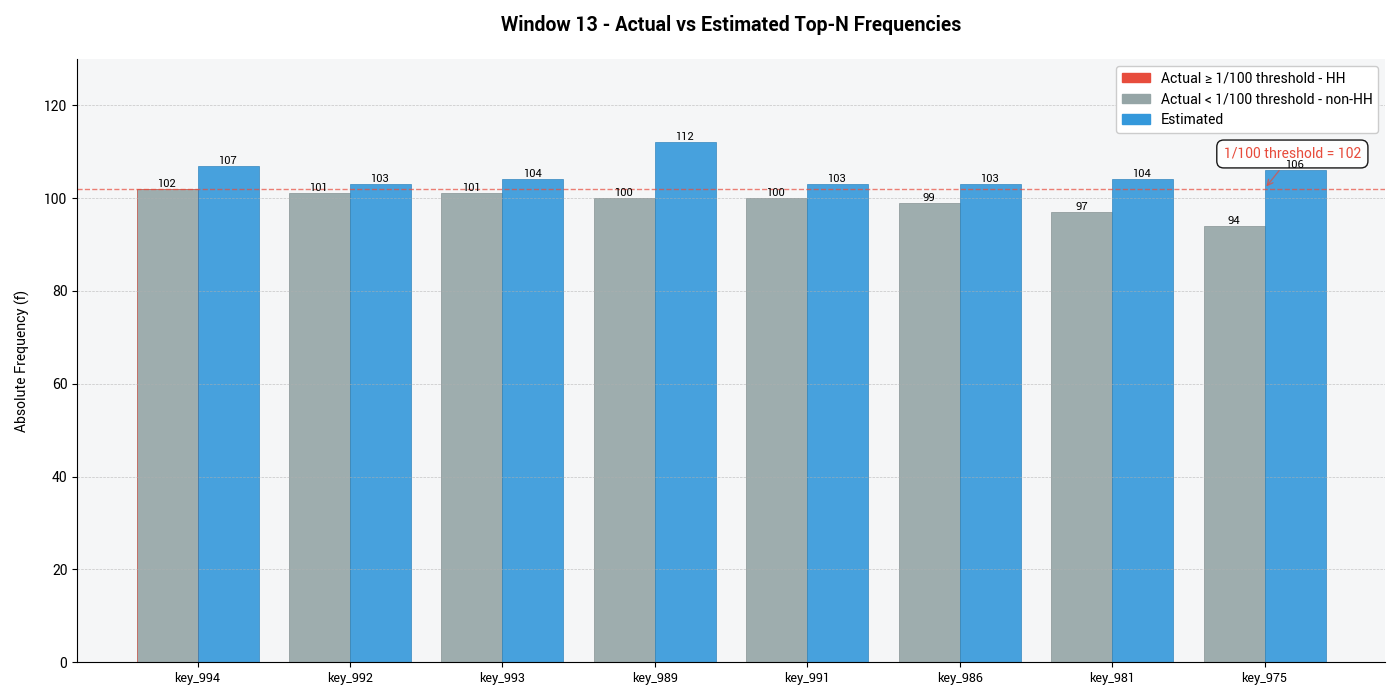 Window 13 - Actual vs Estimated Top-N Frequencies
Actual ≥ 1/100 threshold - HH
Actual < 1/100 threshold - non-HH
Estimated
1/100 threshold = 102
Absolute Frequency (f)
120
100
80
60
40
20
0
102 107 101 103 101 104 100 112 100 103 99 103 97 104 94 106
key_994 key_992 key_993 key_989 key_991 key_986 key_981 key_975